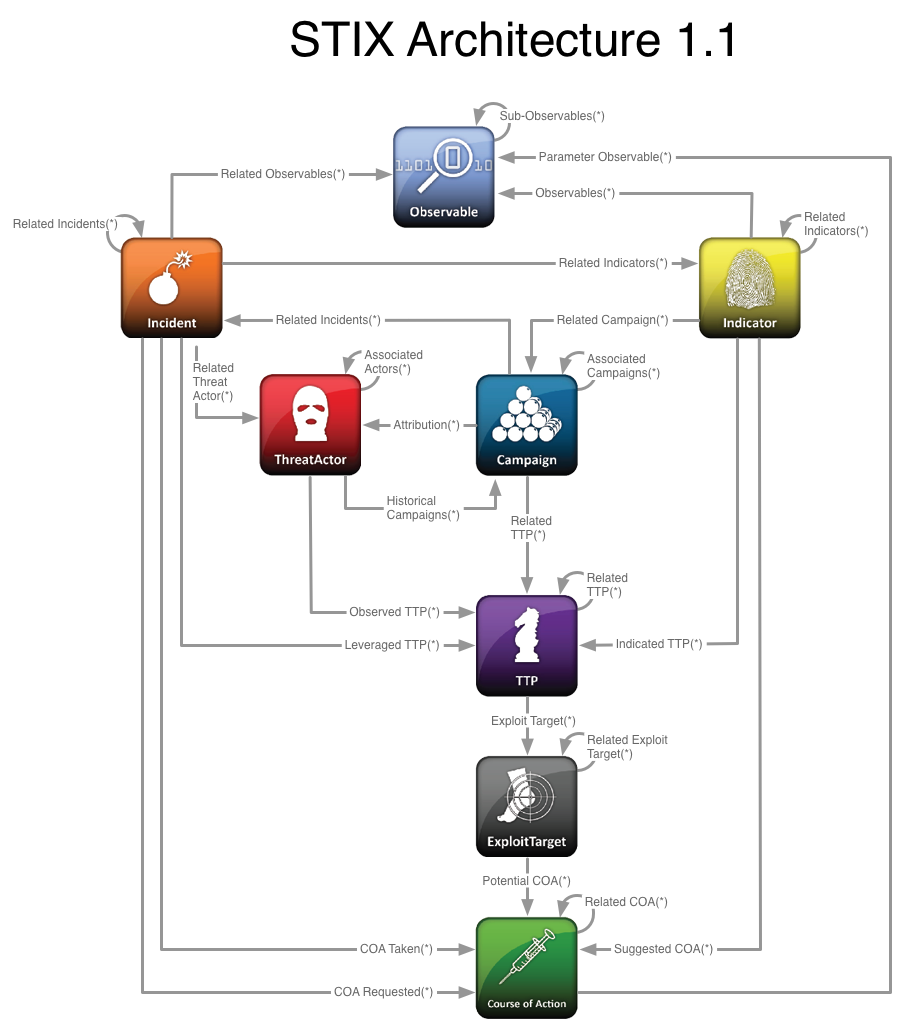 STIX Architecture 1.1
Sub-Observables(*)
Parameter Observable(*)
1101 10
Related Observables(*)
Observables(*)
Observable
Related Incidents(*)
Related
Indicators(*)
Related Indicators(*)
Incident
Related Incidents(*)
Related Campaign(*)
Indicator
Related
Threat
Actor(*)
Associated
Actors(*)
Associated
Campaigns(*)
Attribution(*)
ThreatActor
Campaign
Historical
Campaigns(*)
Related
TTP(*)
Related
TTP(*)
Observed TTP(*)
Leveraged TTP(*)
Indicated TTP(*)
TTP
Exploit Target(*)
Related Exploit
Target(*)
ExploitTarget
Potential COA(*)
Related COA(*)
COA Taken(*)
Suggested COA(*)
COA Requested(*)
Course of Action